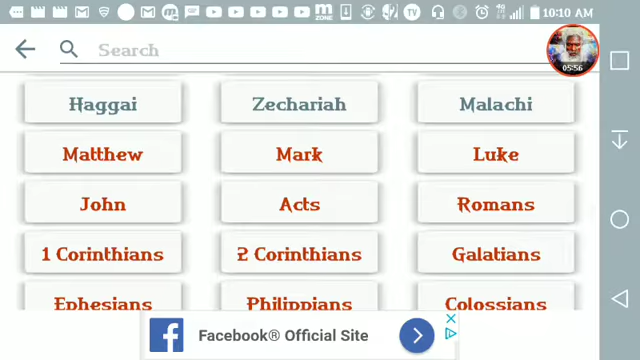 10:10 AM
Search
05:56
Haggai Zechariah Malachi
Matthew Mark Luke
John Acts Romans
1 Corinthians 2 Corinthians Galatians
Ephesians Philippians Colossians
Facebook® Official Site